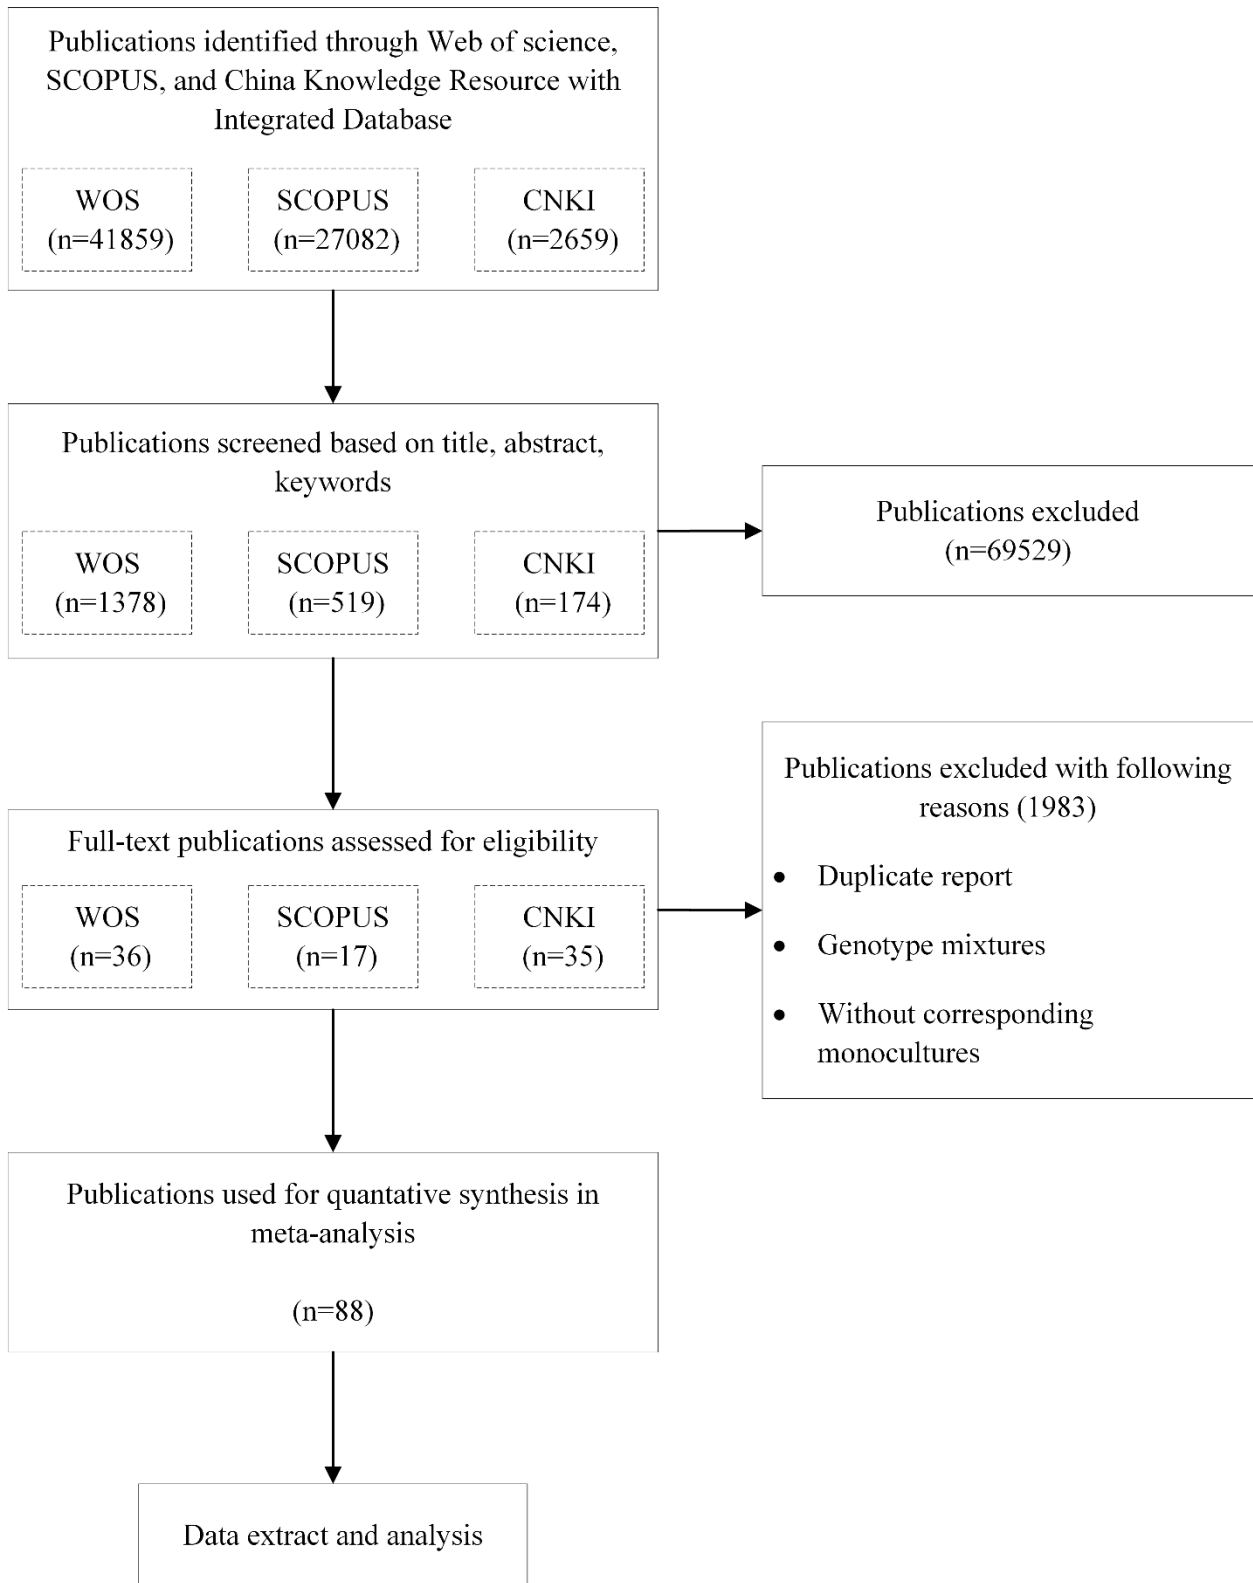 Publications identified through Web of science,
SCOPUS, and China Knowledge Resource with
Integrated Database
WOS
(n=41859)
SCOPUS
(n=27082)
CNKI
(n=2659)
Publications screened based on title, abstract,
keywords
WOS
(n=1378)
SCOPUS
(n=519)
CNKI
(n=174)
Publications excluded
(n=69529)
Full-text publications assessed for eligibility
WOS
(n=36)
SCOPUS
(n=17)
CNKI
(n=35)
Publications excluded with following
reasons (1983)
• Duplicate report
• Genotype mixtures
• Without corresponding
monocultures
Publications used for quantative synthesis in
meta-analysis
(n=88)
Data extract and analysis